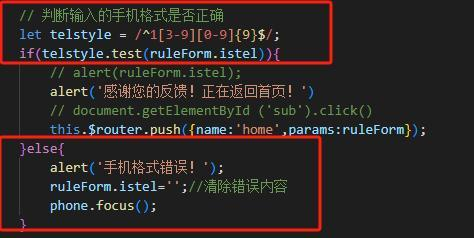 // 判断输入的手机格式是否正确
let telstyle = /^1[3-9][0-9]{9}$/;
if(telstyle.test(ruleForm.istel)){
// alert(ruleForm.istel);
alert('感谢您的反馈！正在返回首页！')
// document.getElementById ('sub').click()
this.$router.push({name:'home',params:ruleForm});
}else{
alert('手机格式错误！');
ruleForm.istel='';//清除错误内容
phone.focus();
}